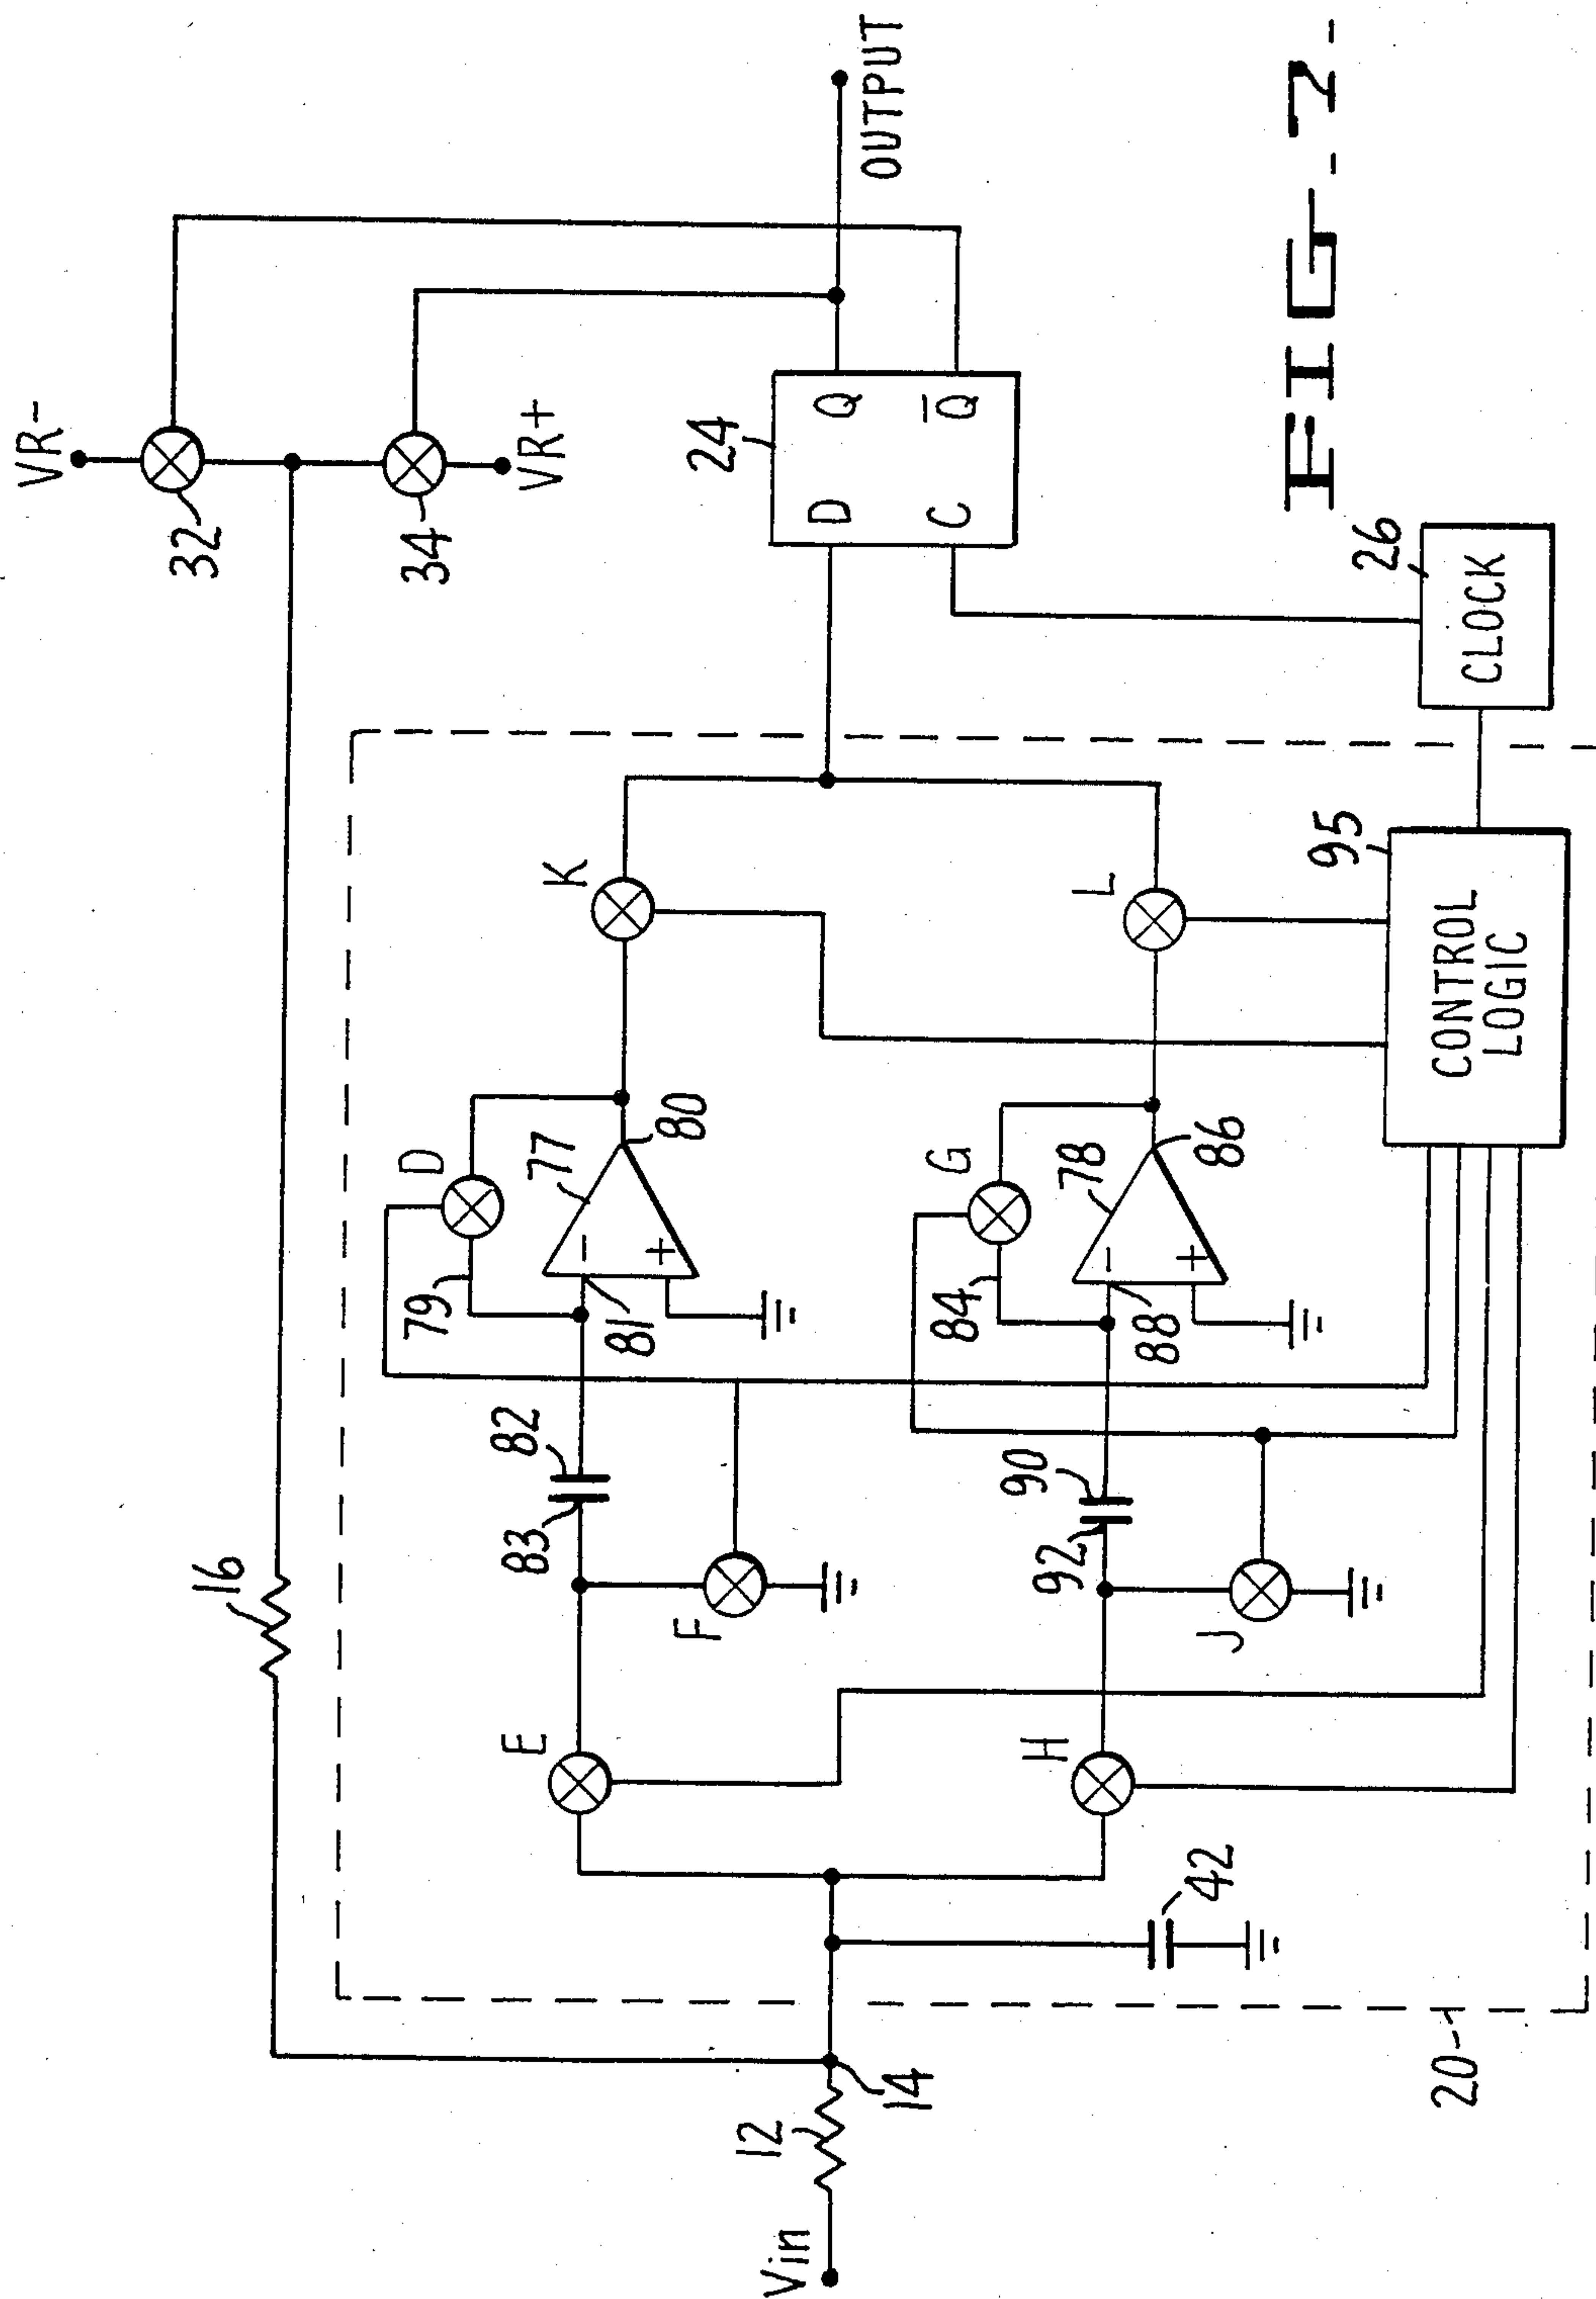 VR-
32
34
VR+
16
OUTPUT
24
D
Q
C
Q̅
K
D
79
77
80
81
82
83
E
F
L
G
84
78
86
88
90
92
H
J
CONTROL
LOGIC
95
CLOCK
26
Vin
12
14
42
20-1
FIG-7-